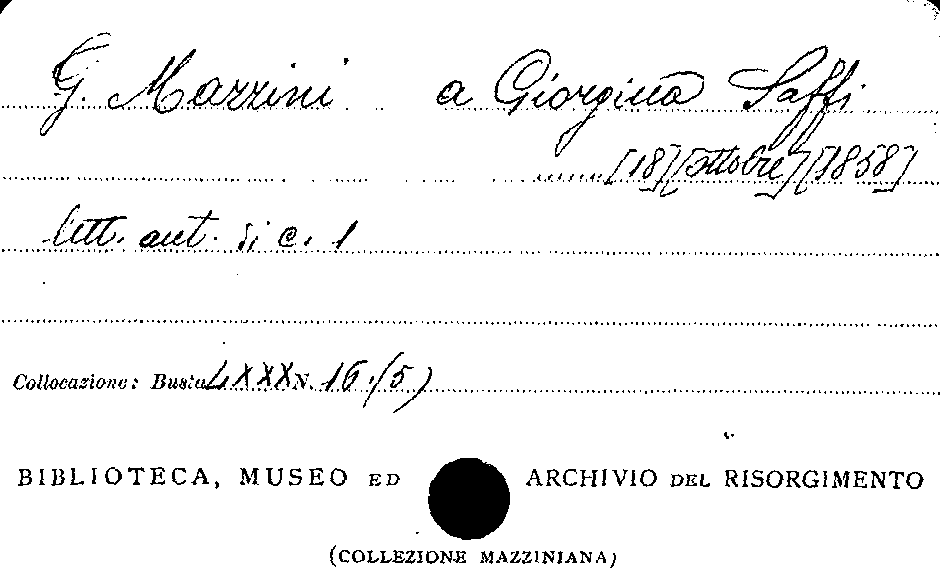 G. Mazzini a Giorgina Saffi
[18] [Ottobre] [1858]
lett. aut. di c. 1
Collocazione: Busta LXXX N. 16.(5)
BIBLIOTECA, MUSEO ED ARCHIVIO DEL RISORGIMENTO
(COLLEZIONE MAZZINIANA)